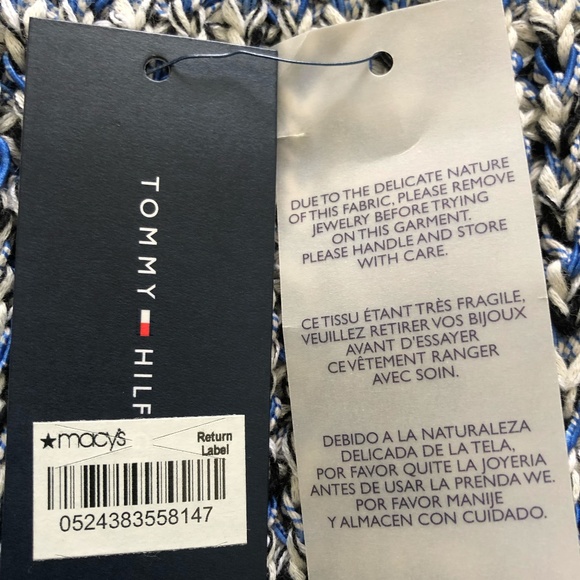 TOMMY HILF
★macy's
Return
Label
0524383558147
DUE TO THE DELICATE NATURE
OF THIS FABRIC, PLEASE REMOVE
JEWELRY BEFORE TRYING
ON THIS GARMENT.
PLEASE HANDLE AND STORE
WITH CARE.
CE TISSU ÉTANT TRÈS FRAGILE,
VEUILLEZ RETIRER VOS BIJOUX
AVANT D'ESSAYER
CE VÊTEMENT RANGER
AVEC SOIN.
DEBIDO A LA NATURALEZA
DELICADA DE LA TELA,
POR FAVOR QUITE LA JOYERIA
ANTES DE USAR LA PRENDA WE.
POR FAVOR MANIJE
Y ALMACEN CON CUIDADO.